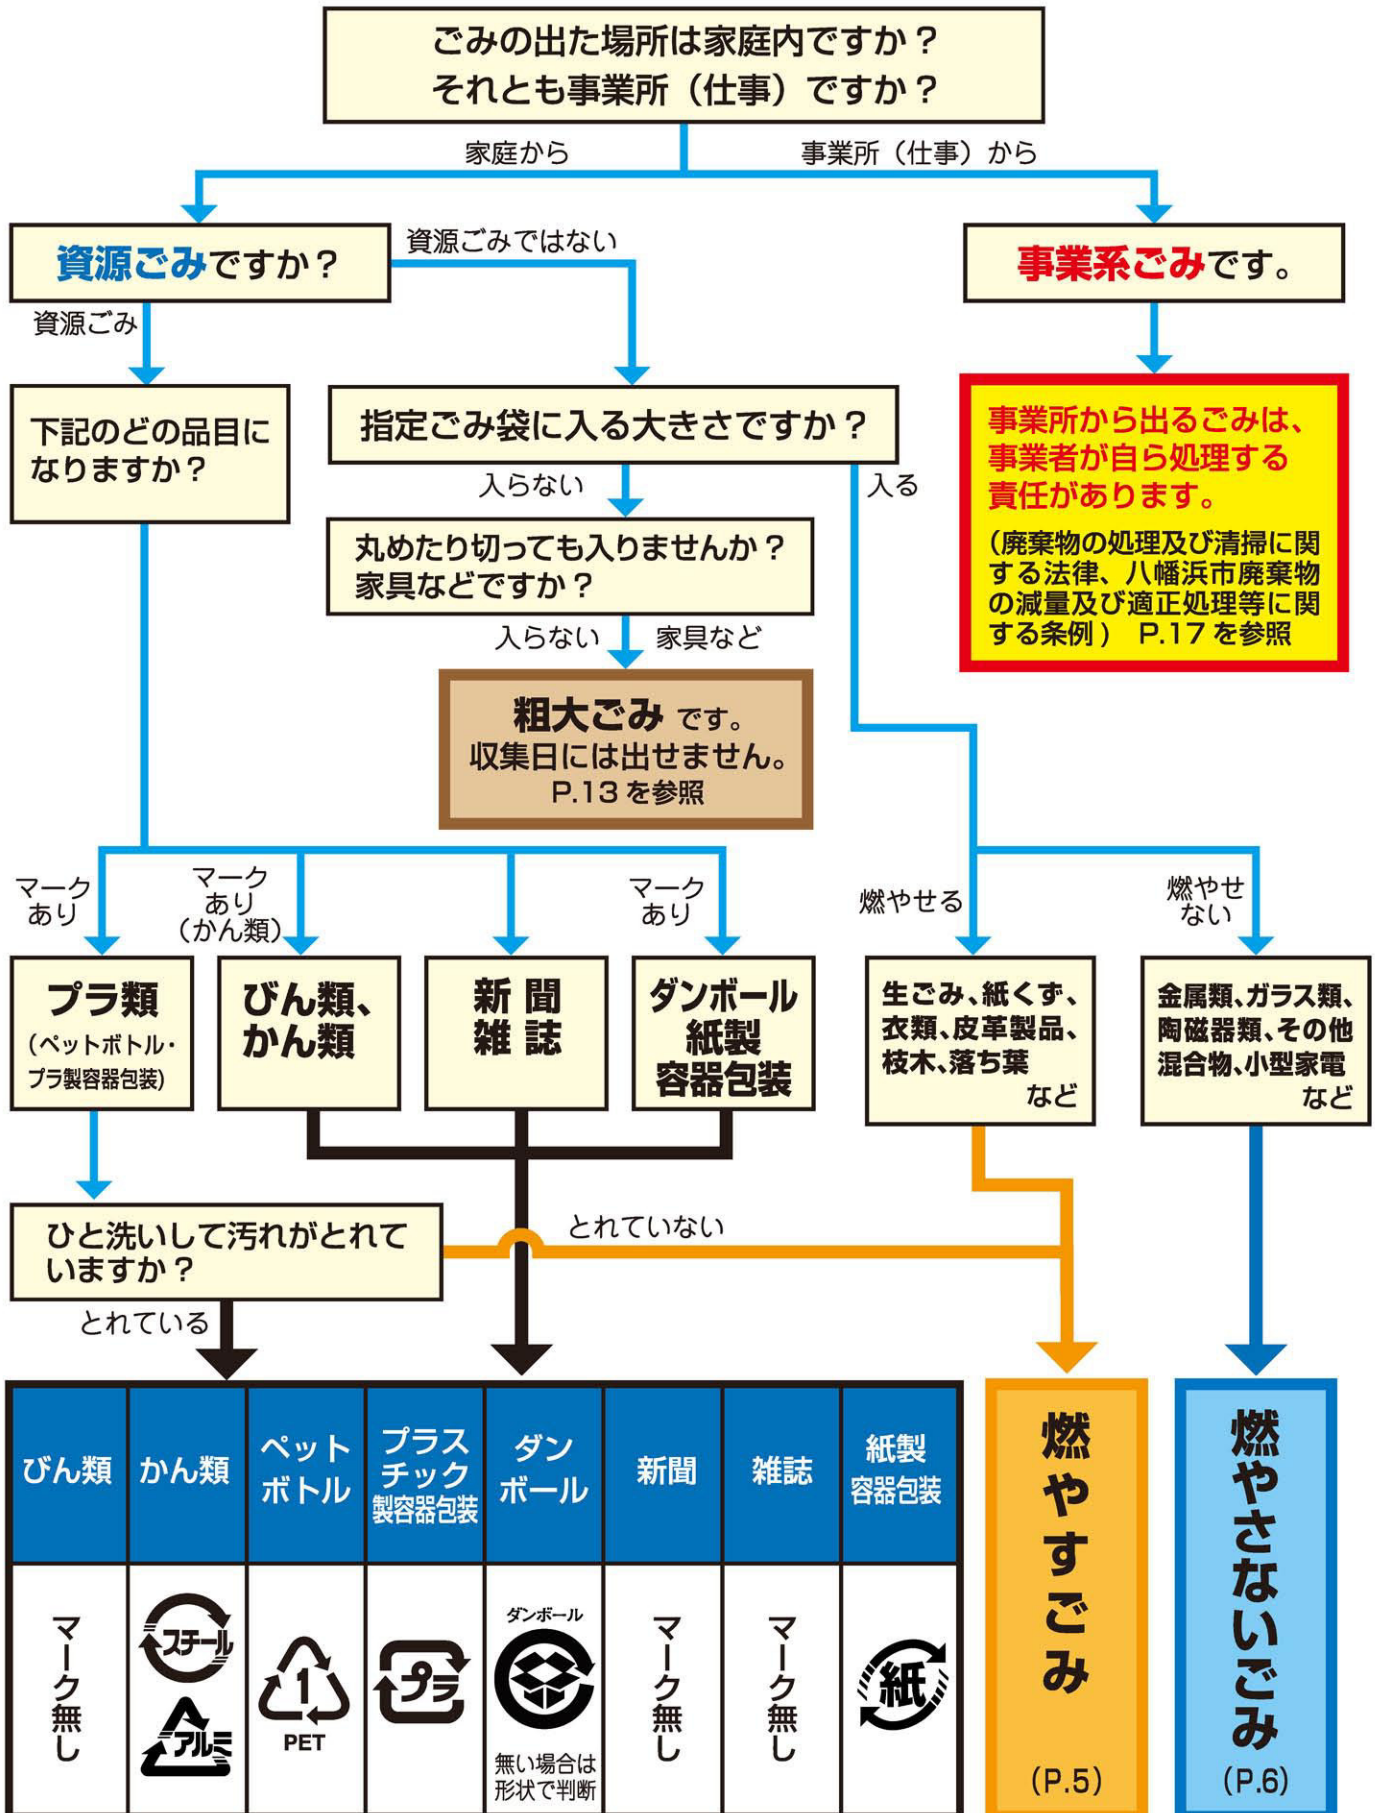 ごみの出た場所は家庭内ですか？
それとも事業所（仕事）ですか？
家庭から
事業所（仕事）から
資源ごみですか？
資源ごみではない
事業系ごみです。
資源ごみ
下記のどの品目に
なりますか？
指定ごみ袋に入る大きさですか？
入らない
入る
丸めたり切っても入りませんか？
家具などですか？
入らない
家具など
粗大ごみ です。
収集日には出せません。
P.13 を参照
事業所から出るごみは、
事業者が自ら処理する
責任があります。
（廃棄物の処理及び清掃に関
する法律、八幡浜市廃棄物
の減量及び適正処理等に関
する条例） P.17 を参照
マーク
あり
マーク
あり
（かん類）
マーク
あり
燃やせる
燃やせ
ない
プラ類
（ペットボトル・
プラ製容器包装）
びん類、
かん類
新聞
雑誌
ダンボール
紙製
容器包装
生ごみ、紙くず、
衣類、皮革製品、
枝木、落ち葉
など
金属類、ガラス類、
陶磁器類、その他
混合物、小型家電
など
ひと洗いして汚れがとれて
いますか？
とれていない
とれている
びん類
かん類
ペット
ボトル
プラス
チック
製容器包装
ダン
ボール
新聞
雑誌
紙製
容器包装
マーク無し
スチール
アルミ
1
PET
プラ
ダンボール
無い場合は
形状で判断
マーク無し
マーク無し
紙
燃やすごみ
（P.5）
燃やさないごみ
（P.6）